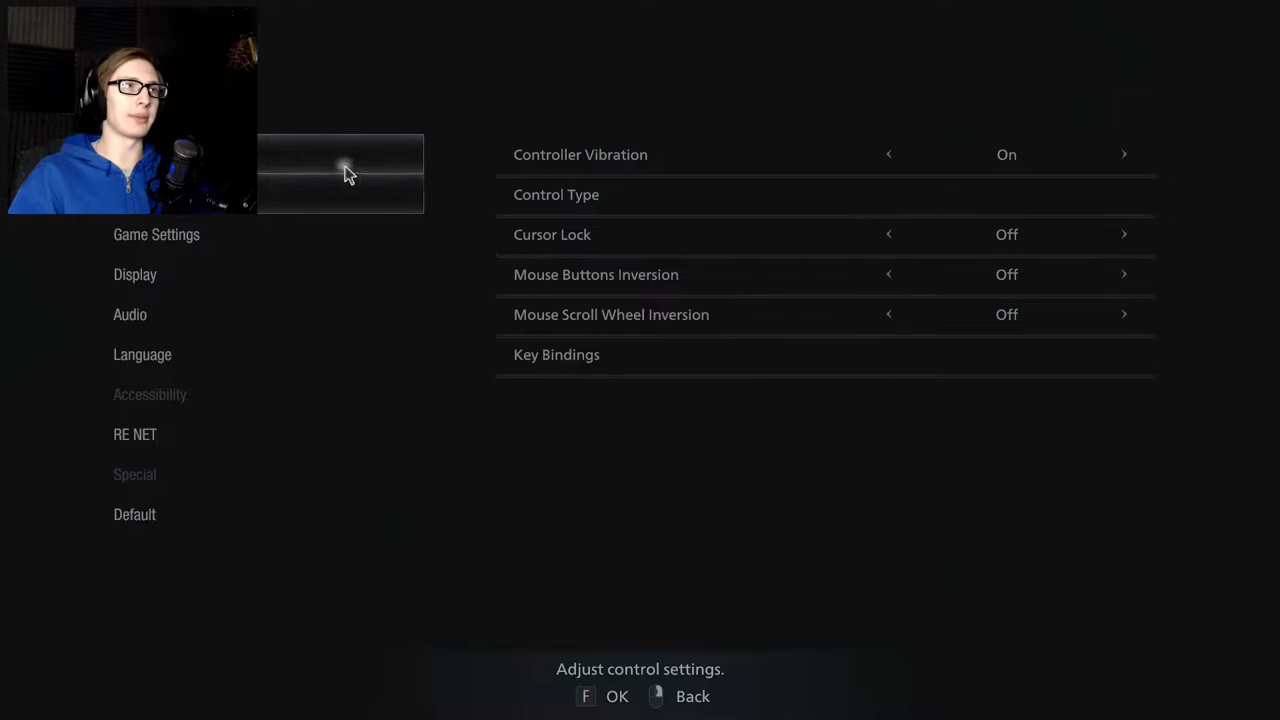 Controller Vibration < On >
Control Type
Game Settings
Cursor Lock < Off >
Display
Mouse Buttons Inversion < Off >
Audio
Mouse Scroll Wheel Inversion < Off >
Language
Key Bindings
Accessibility
RE NET
Special
Default
Adjust control settings.
F OK Back